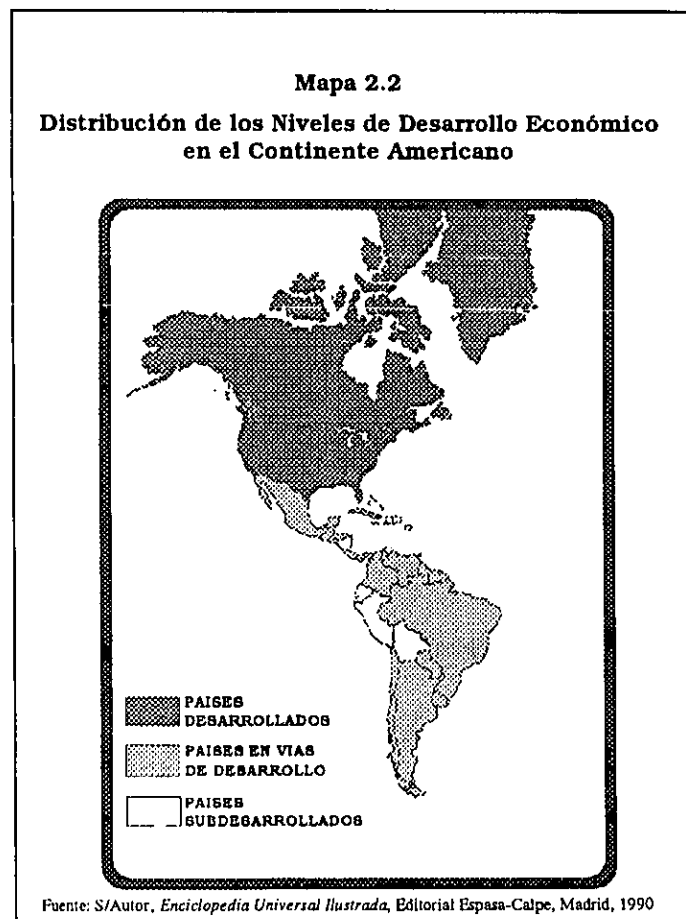 Mapa 2.2
Distribución de los Niveles de Desarrollo Económico
en el Continente Americano
PAISES
DESARROLLADOS
PAISES EN VIAS
DE DESARROLLO
PAISES
SUBDESARROLLADOS
Fuente: S/Autor, Enciclopedia Universal Ilustrada, Editorial Espasa-Calpe, Madrid, 1990